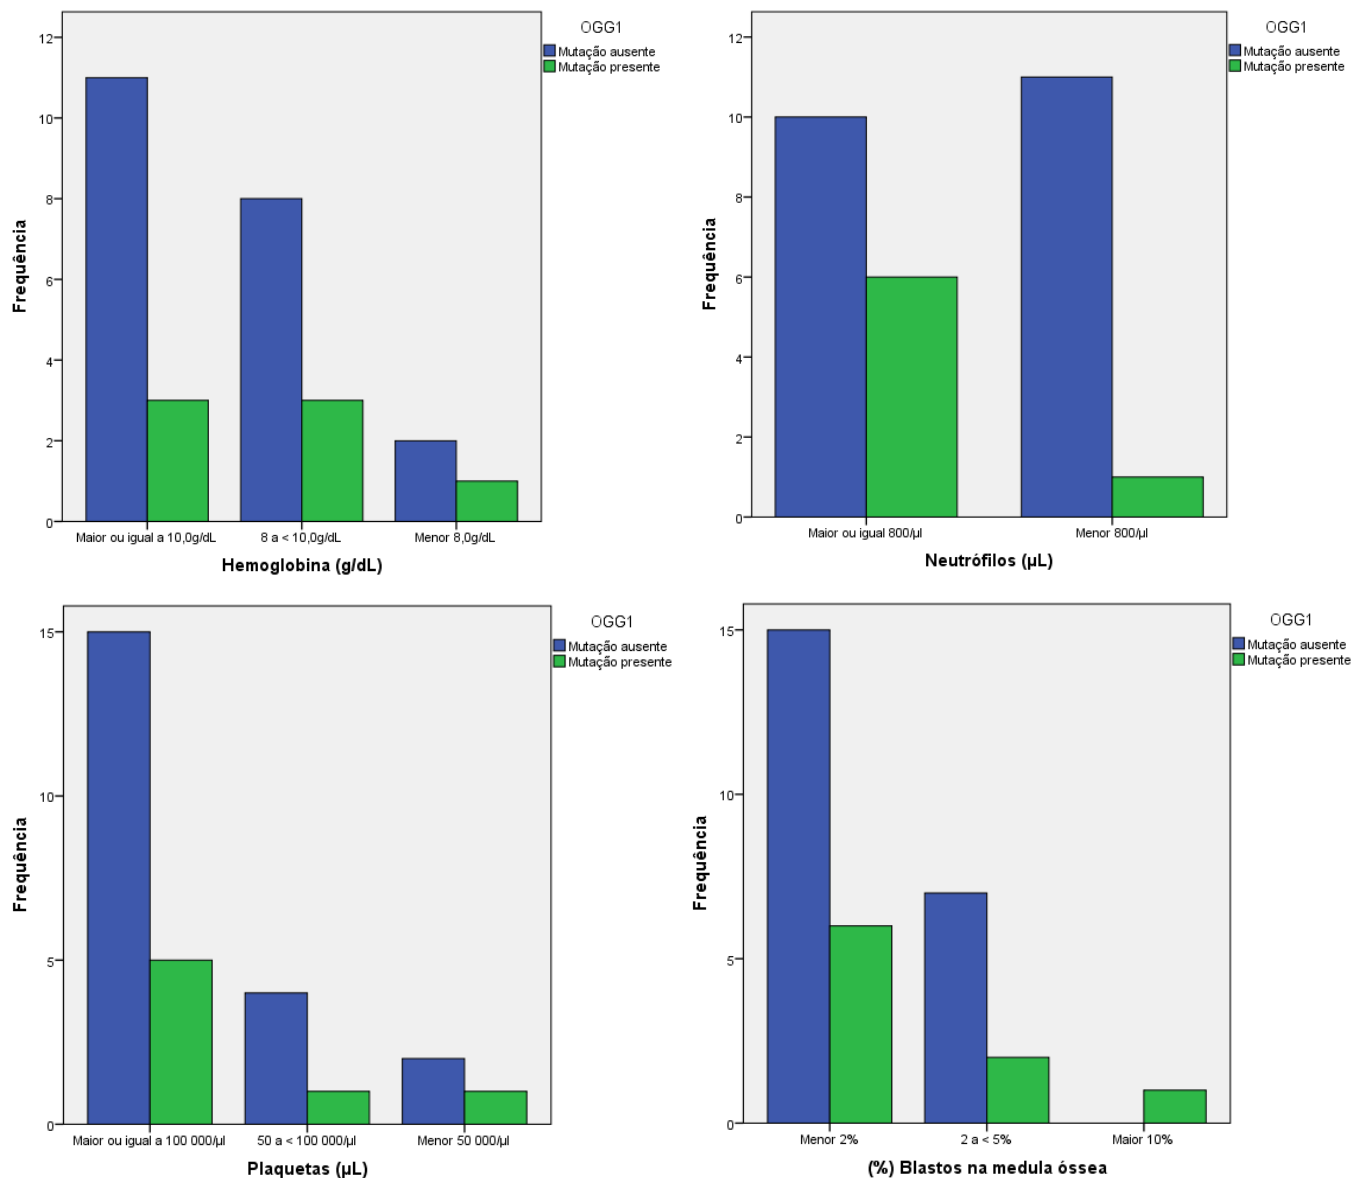 OGG1
Mutação ausente
Mutação presente
12
10
8
6
4
2
0
Frequência
Maior ou igual a 10,0g/dL
8 a < 10,0g/dL
Menor 8,0g/dL
Hemoglobina (g/dL)
OGG1
Mutação ausente
Mutação presente
12
10
8
6
4
2
0
Frequência
Maior ou igual 800/µl
Menor 800/µl
Neutrófilos (µL)
OGG1
Mutação ausente
Mutação presente
15
10
5
0
Frequência
Maior ou igual a 100 000/µl
50 a < 100 000/µl
Menor 50 000/µl
Plaquetas (µL)
OGG1
Mutação ausente
Mutação presente
15
10
5
0
Frequência
Menor 2%
2 a < 5%
Maior 10%
(%) Blastos na medula óssea